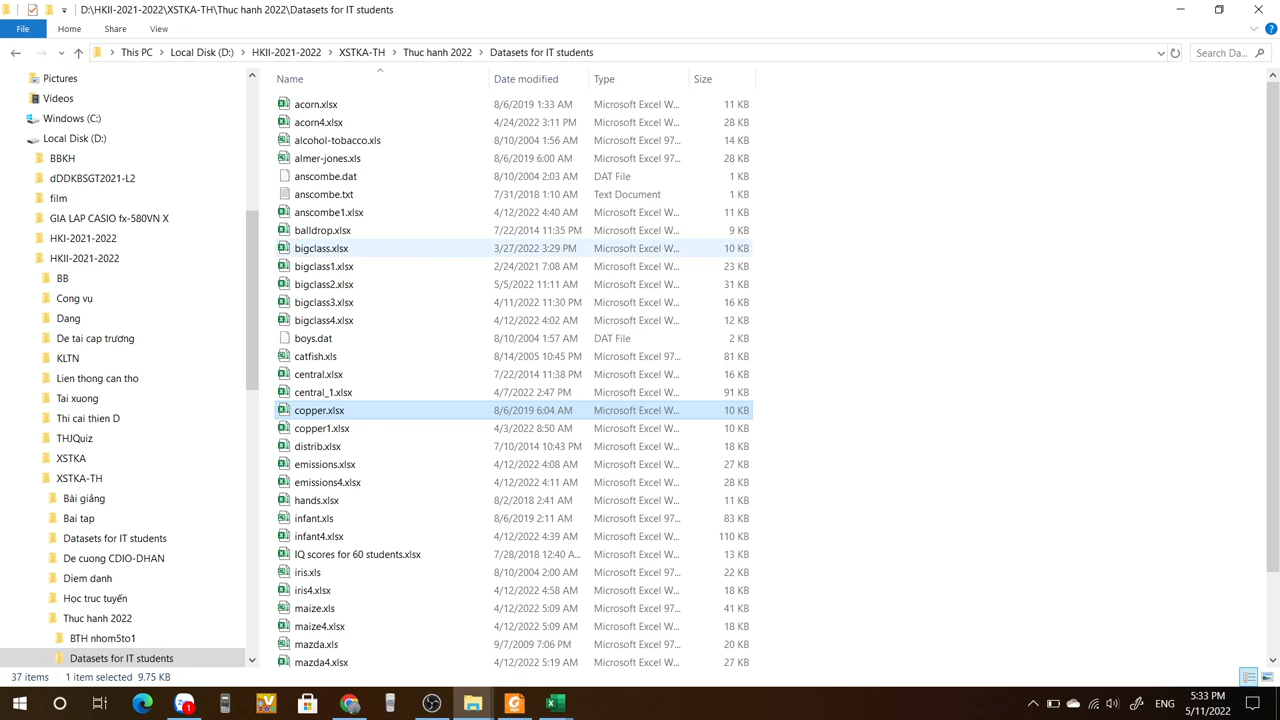 D:\HKII-2021-2022\XSTKA-TH\Thuc hanh 2022\Datasets for IT students
File Home Share View
This PC Local Disk (D:) HKII-2021-2022 XSTKA-TH Thuc hanh 2022 Datasets for IT students Search Da...
Pictures
Videos
Windows (C:)
Local Disk (D:)
BBKH
dDDKBSGT2021-L2
film
GIA LAP CASIO fx-580VN X
HKI-2021-2022
HKII-2021-2022
BB
Cong vu
Dang
De tai cap trương
KLTN
Lien thong can tho
Tai xuong
Thi cai thien D
THJQuiz
XSTKA
XSTKA-TH
Bài giảng
Bai tap
Datasets for IT students
De cuong CDIO-DHAN
Diem danh
Học truc tuyến
Thuc hanh 2022
BTH nhom5to1
Datasets for IT students
Name Date modified Type Size
acorn.xlsx 8/6/2019 1:33 AM Microsoft Excel W... 11 KB
acorn4.xlsx 4/24/2022 3:11 PM Microsoft Excel W... 28 KB
alcohol-tobacco.xls 8/10/2004 1:56 AM Microsoft Excel 97... 14 KB
almer-jones.xls 8/6/2019 6:00 AM Microsoft Excel 97... 28 KB
anscombe.dat 8/10/2004 2:03 AM DAT File 1 KB
anscombe.txt 7/31/2018 1:10 AM Text Document 1 KB
anscombe1.xlsx 4/12/2022 4:40 AM Microsoft Excel W... 11 KB
balldrop.xlsx 7/22/2014 11:35 PM Microsoft Excel W... 9 KB
bigclass.xlsx 3/27/2022 3:29 PM Microsoft Excel W... 10 KB
bigclass1.xlsx 2/24/2021 7:08 AM Microsoft Excel W... 23 KB
bigclass2.xlsx 5/5/2022 11:11 AM Microsoft Excel W... 31 KB
bigclass3.xlsx 4/11/2022 11:30 PM Microsoft Excel W... 16 KB
bigclass4.xlsx 4/12/2022 4:02 AM Microsoft Excel W... 12 KB
boys.dat 8/10/2004 1:57 AM DAT File 2 KB
catfish.xls 8/14/2005 10:45 PM Microsoft Excel 97... 81 KB
central.xlsx 7/22/2014 11:38 PM Microsoft Excel W... 16 KB
central_1.xlsx 4/7/2022 2:47 PM Microsoft Excel W... 91 KB
copper.xlsx 8/6/2019 6:04 AM Microsoft Excel W... 10 KB
copper1.xlsx 4/3/2022 8:50 AM Microsoft Excel W... 10 KB
distrib.xlsx 7/10/2014 10:43 PM Microsoft Excel W... 18 KB
emissions.xlsx 4/12/2022 4:08 AM Microsoft Excel W... 27 KB
emissions4.xlsx 4/12/2022 4:11 AM Microsoft Excel W... 28 KB
hands.xlsx 8/2/2018 2:41 AM Microsoft Excel W... 11 KB
infant.xls 8/6/2019 2:11 AM Microsoft Excel 97... 83 KB
infant4.xlsx 4/12/2022 4:39 AM Microsoft Excel W... 110 KB
IQ scores for 60 students.xlsx 7/28/2018 12:40 A... Microsoft Excel W... 13 KB
iris.xls 8/10/2004 2:00 AM Microsoft Excel 97... 22 KB
iris4.xlsx 4/12/2022 4:58 AM Microsoft Excel W... 18 KB
maize.xls 4/12/2022 5:09 AM Microsoft Excel 97... 41 KB
maize4.xlsx 4/12/2022 5:09 AM Microsoft Excel W... 18 KB
mazda.xls 9/7/2009 7:06 PM Microsoft Excel 97... 20 KB
mazda4.xlsx 4/12/2022 5:19 AM Microsoft Excel W... 27 KB
37 items 1 item selected 9.75 KB
1
ENG
5:33 PM
5/11/2022